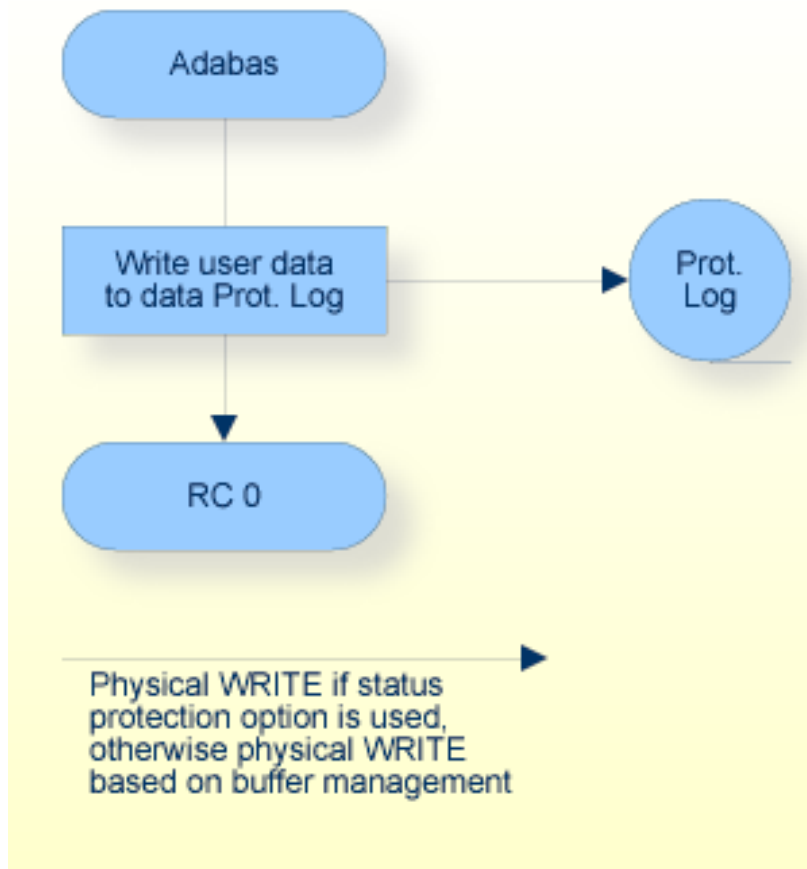 Adabas
Write user data
to data Prot. Log
Prot.
Log
RC 0
Physical WRITE if status
protection option is used,
otherwise physical WRITE
based on buffer management